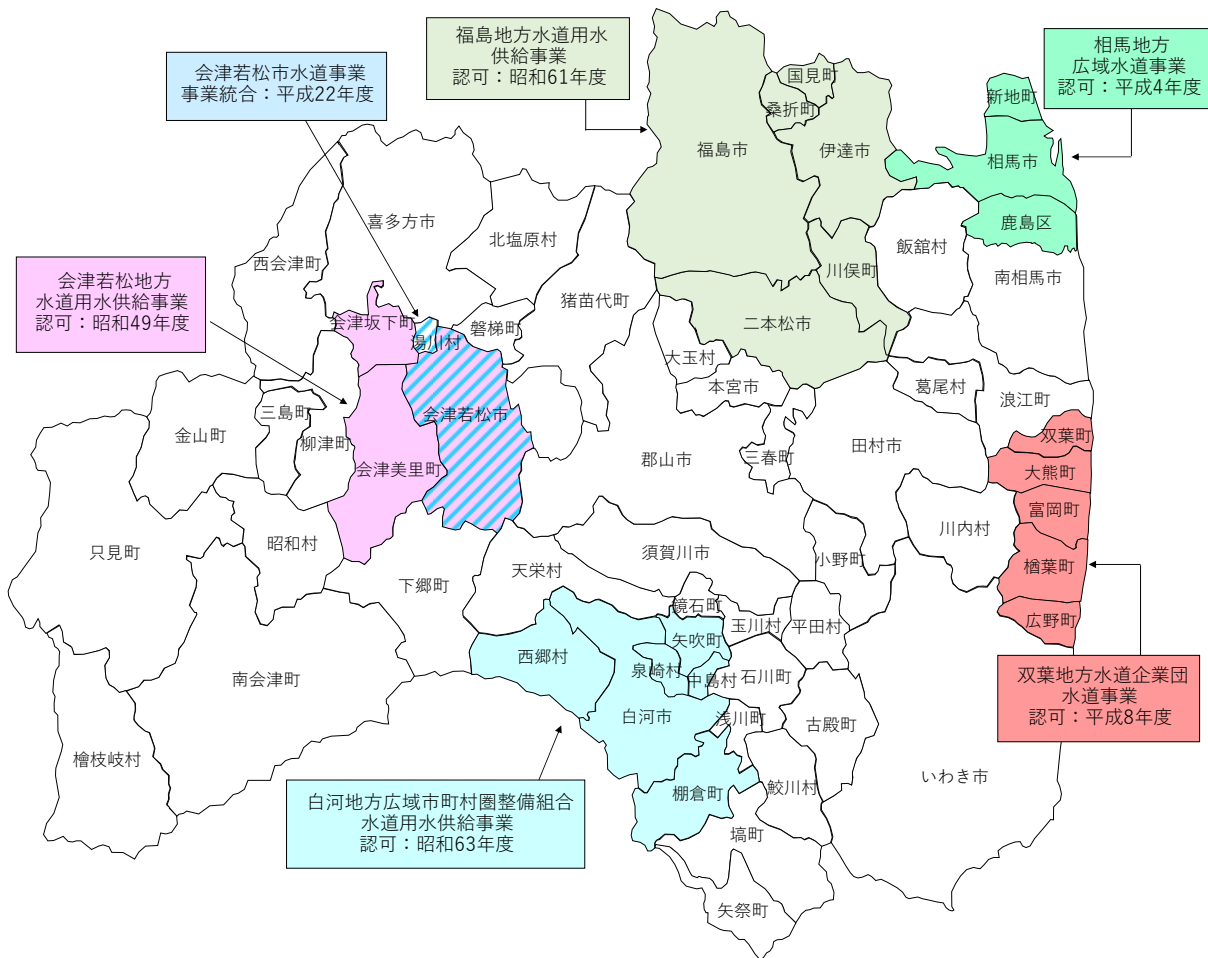 福島地方水道用水
供給事業
認可：昭和61年度
相馬地方
広域水道事業
認可：平成4年度
会津若松市水道事業
事業統合：平成22年度
会津若松地方
水道用水供給事業
認可：昭和49年度
国見町
桑折町
新地町
福島市
伊達市
相馬市
鹿島区
喜多方市
北塩原村
飯舘村
西会津町
川俣町
南相馬市
猪苗代町
会津坂下町
湯川村
磐梯町
二本松市
大玉村
本宮市
葛尾村
浪江町
三島町
会津若松市
金山町
柳津町
双葉町
田村市
郡山市
三春町
会津美里町
大熊町
富岡町
川内村
昭和村
只見町
須賀川市
小野町
下郷町
天栄村
楢葉町
鏡石町
広野町
玉川村
平田村
矢吹町
西郷村
泉崎村
中島村
石川町
南会津町
白河市
浅川町
古殿町
檜枝岐村
いわき市
棚倉町
鮫川村
塙町
矢祭町
双葉地方水道企業団
水道事業
認可：平成8年度
白河地方広域市町村圏整備組合
水道用水供給事業
認可：昭和63年度